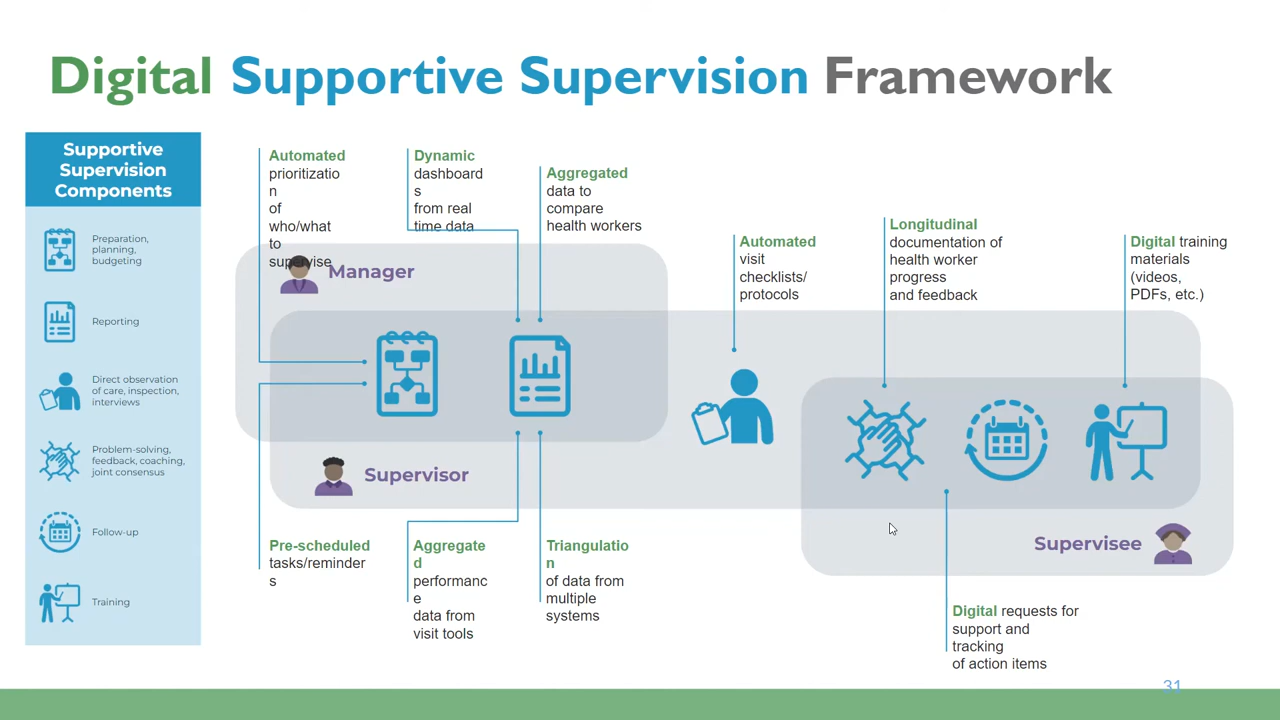 Digital Supportive Supervision Framework
Supportive
Supervision
Components
Preparation,
planning,
budgeting
Reporting
Direct observation
of care, inspection,
interviews
Problem-solving,
feedback, coaching,
joint consensus
Follow-up
Training
Automated
prioritizatio
n
of
who/what
to
supervise
Dynamic
dashboard
s
from real
time data
Aggregated
data to
compare
health workers
Automated
visit
checklists/
protocols
Longitudinal
documentation of
health worker
progress
and feedback
Digital training
materials
(videos,
PDFs, etc.)
Manager
Supervisor
Supervisee
Pre-scheduled
tasks/reminder
s
Aggregate
d
performanc
e
data from
visit tools
Triangulatio
n
of data from
multiple
systems
Digital requests for
support and
tracking
of action items
31